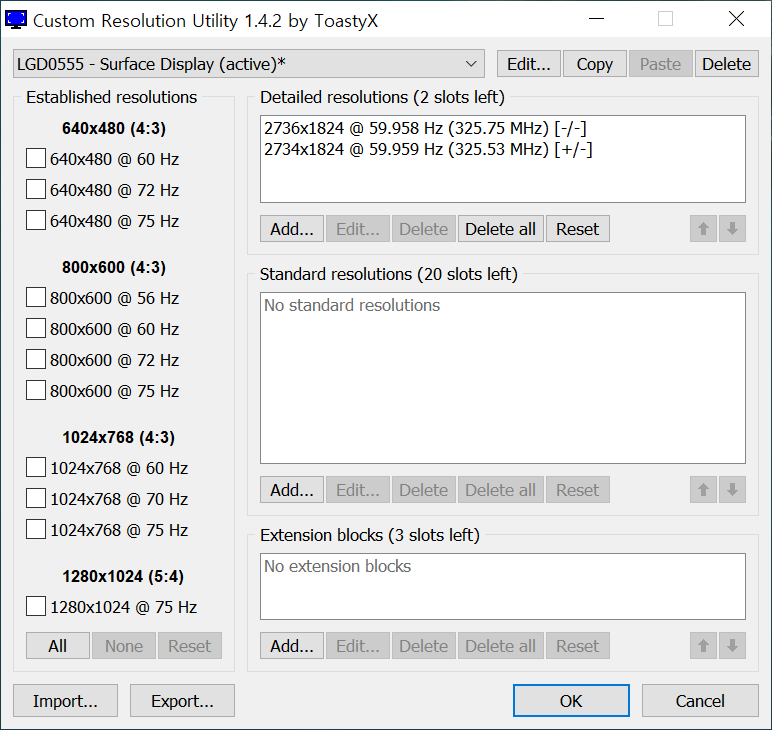 Custom Resolution Utility 1.4.2 by ToastyX
LGD0555 - Surface Display (active)*
Edit... Copy Paste Delete
Established resolutions
640x480 (4:3)
640x480 @ 60 Hz
640x480 @ 72 Hz
640x480 @ 75 Hz
800x600 (4:3)
800x600 @ 56 Hz
800x600 @ 60 Hz
800x600 @ 72 Hz
800x600 @ 75 Hz
1024x768 (4:3)
1024x768 @ 60 Hz
1024x768 @ 70 Hz
1024x768 @ 75 Hz
1280x1024 (5:4)
1280x1024 @ 75 Hz
All None Reset
Detailed resolutions (2 slots left)
2736x1824 @ 59.958 Hz (325.75 MHz) [-/-]
2734x1824 @ 59.959 Hz (325.53 MHz) [+/-]
Add... Edit... Delete Delete all Reset
Standard resolutions (20 slots left)
No standard resolutions
Add... Edit... Delete Delete all Reset
Extension blocks (3 slots left)
No extension blocks
Add... Edit... Delete Delete all Reset
Import... Export... OK Cancel